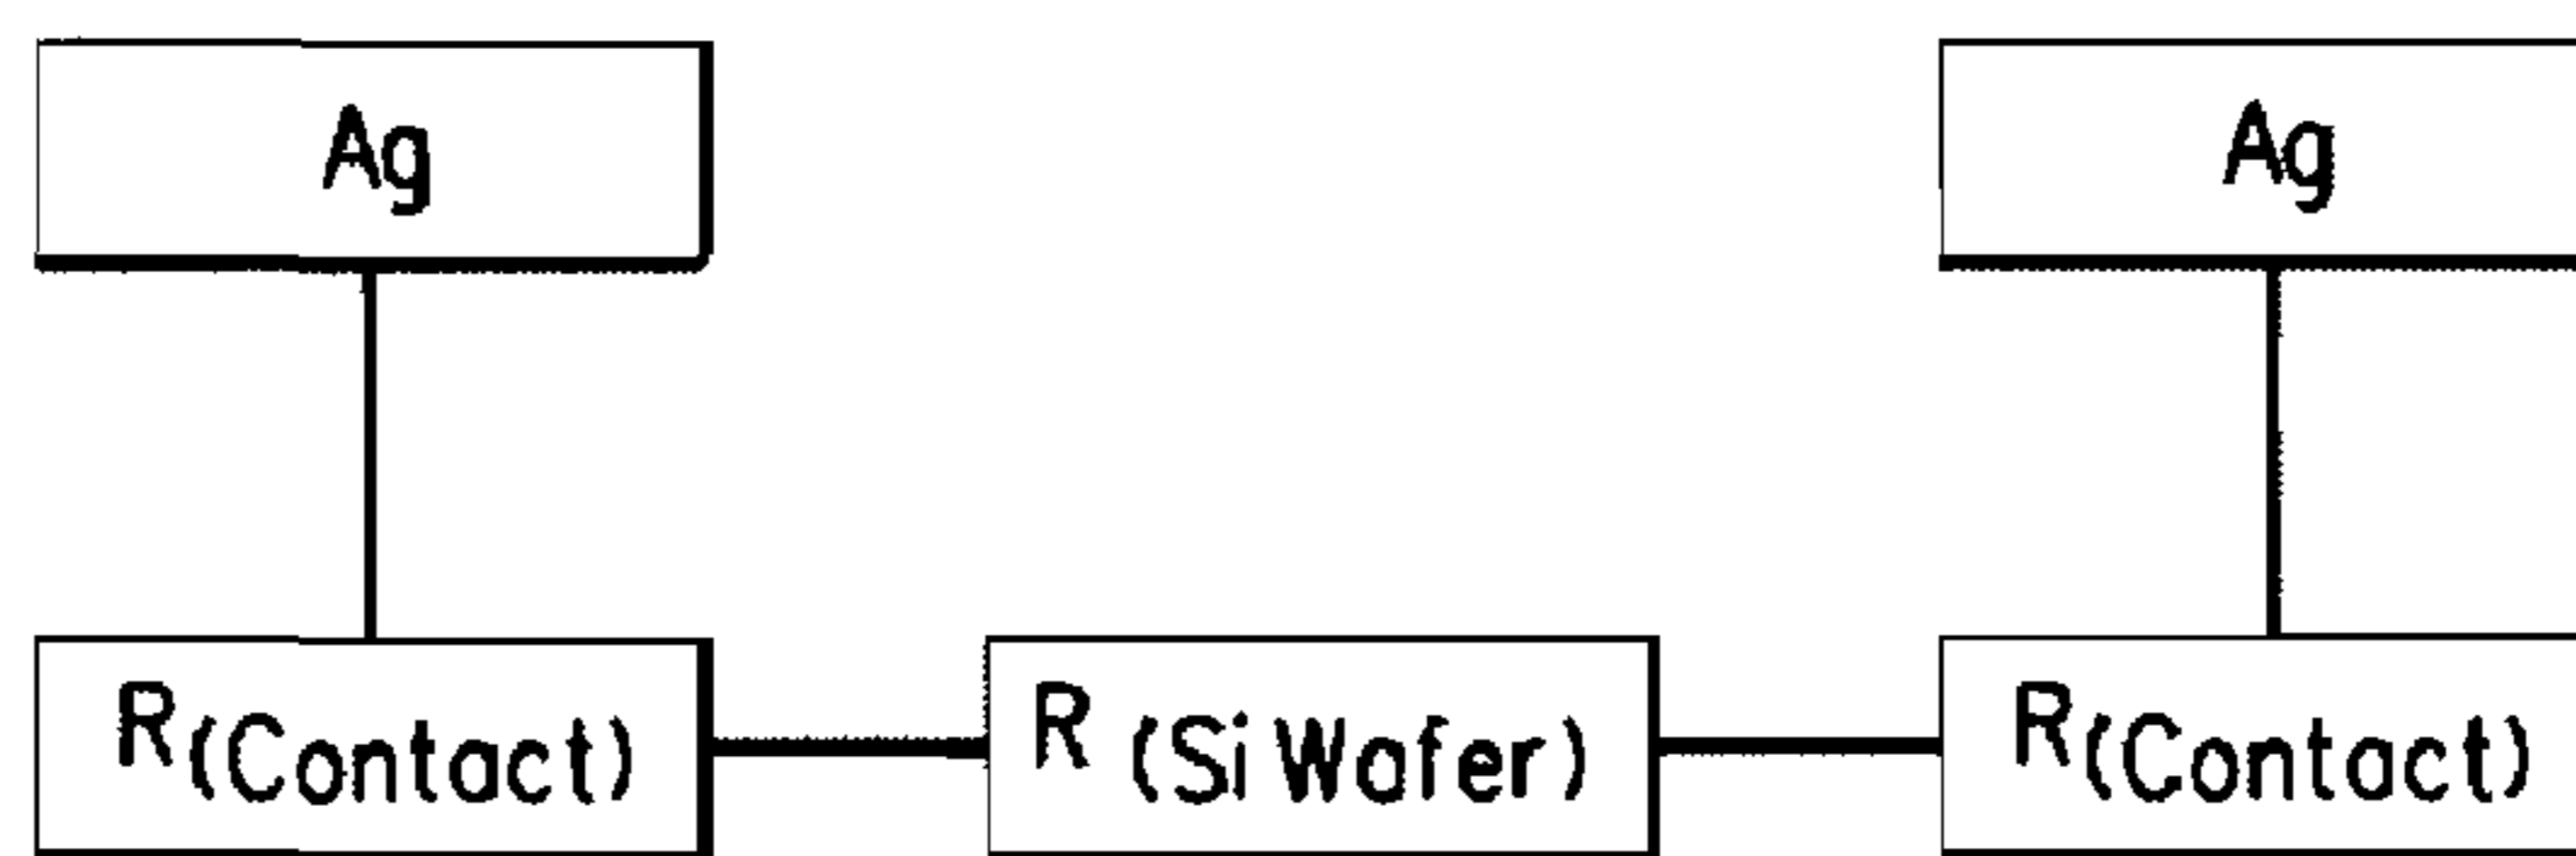 Ag
Ag
R(Contact)
R (Si Wafer)
R(Contact)